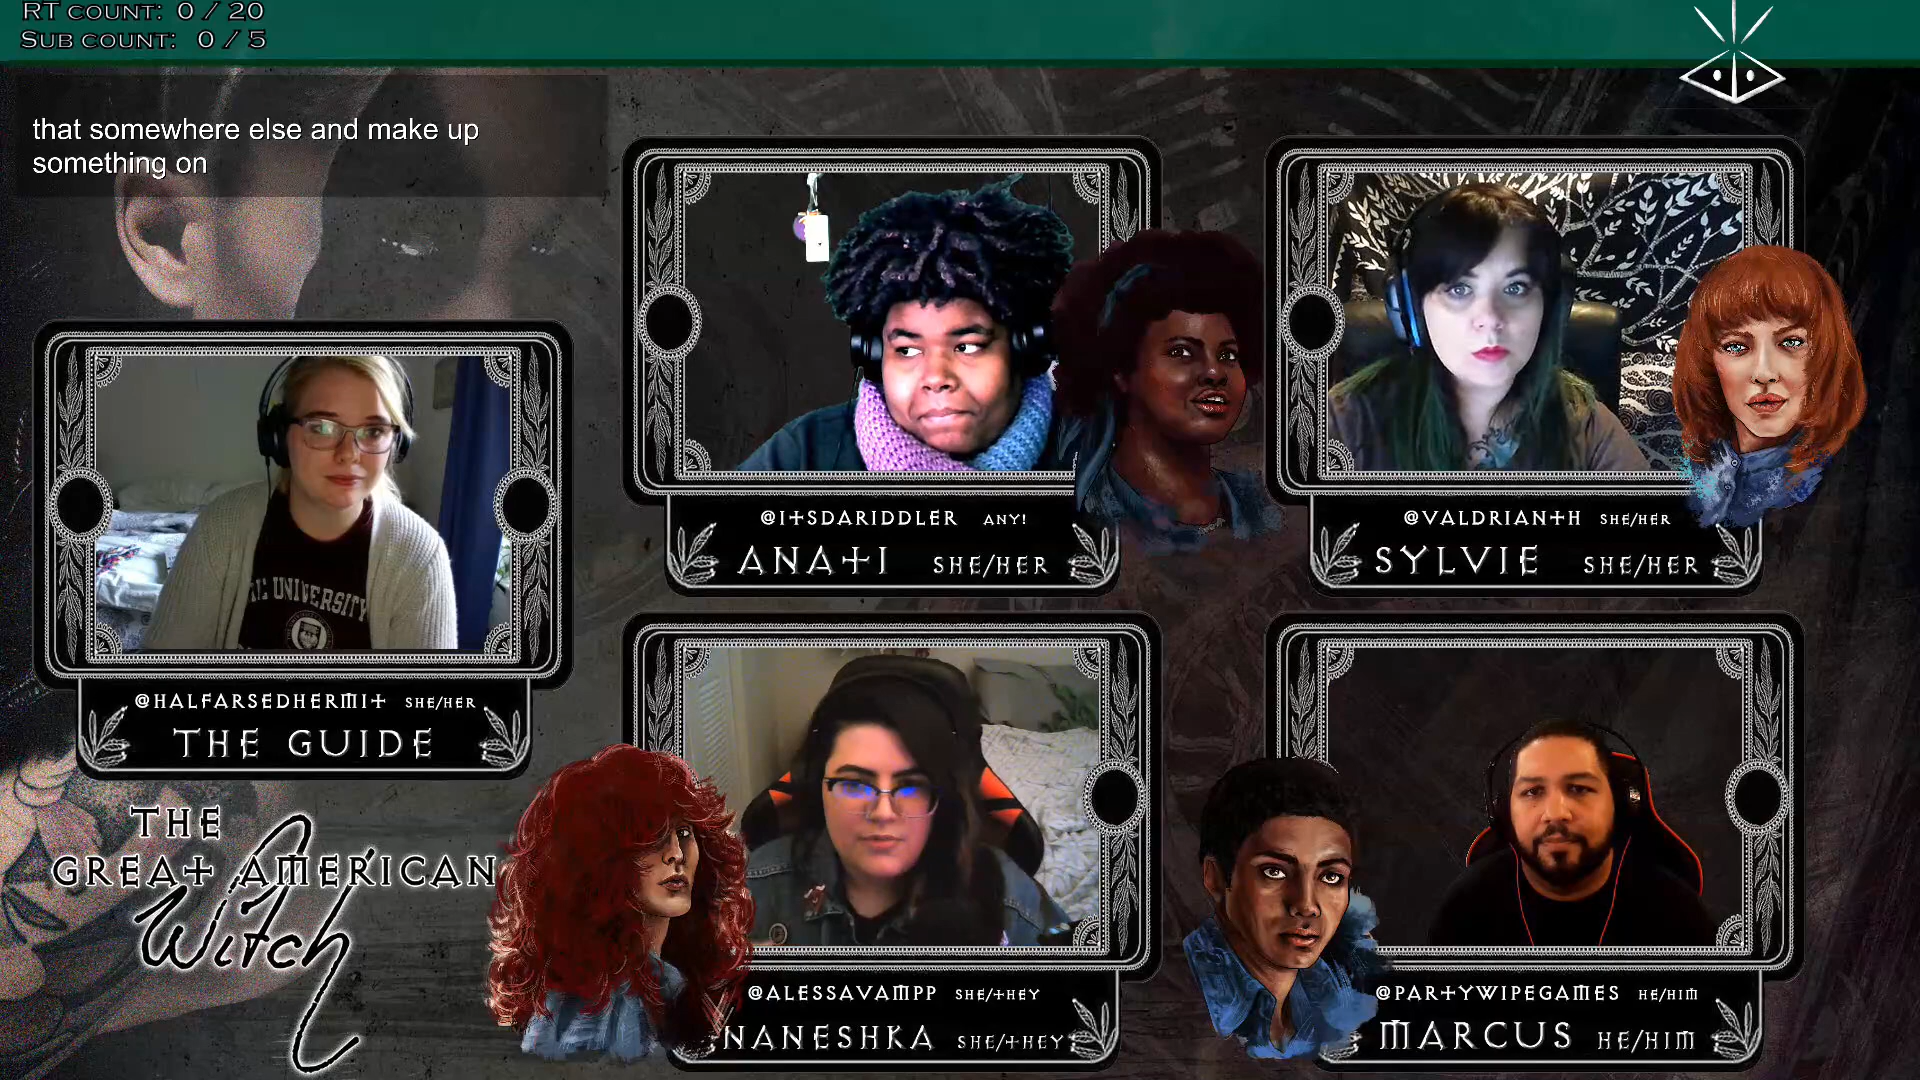 RT COUNT: 0 / 20
SUB COUNT: 0 / 5
that somewhere else and make up
something on
@ITSDARIDDLER ANY!
ANATI SHE/HER
@VALDRIANTH SHE/HER
SYLVIE SHE/HER
UNIVERSITY
@HALFARSEDHERMIT SHE/HER
THE GUIDE
THE
GREAT AMERICAN
Witch
@ALESSAVAMPP SHE/THEY
NANESHKA SHE/THEY
@PARTYWIPEGAMES HE/HIM
MARCUS HE/HIM